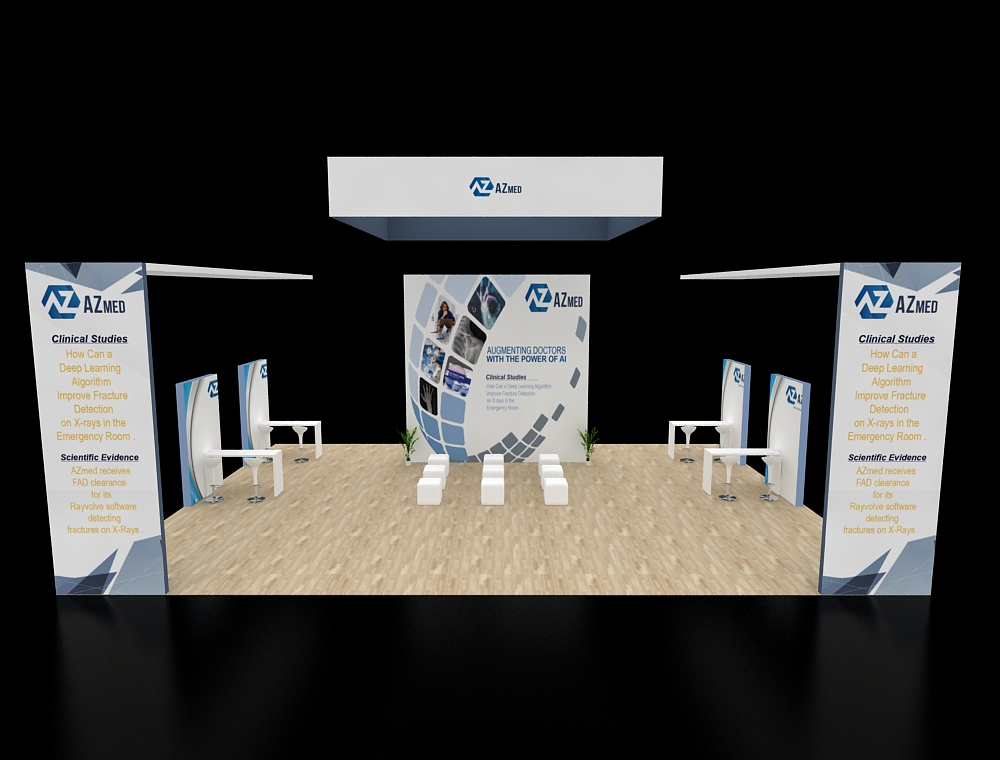 AZMED
AZMED
Clinical Studies
How Can a
Deep Learning
Algorithm
Improve Fracture
Detection
on X-rays in the
Emergency Room .
Scientific Evidence
AZmed receives
FAD clearance
for its
Rayvolve software
detecting
fractures on X-Rays .
AZMED
AUGMENTING DOCTORS
WITH THE POWER OF AI
Clinical Studies
How Can a Deep Learning Algorithm
Improve Fracture Detection
on X-rays in the
Emergency Room .
AZMED
Clinical Studies
How Can a
Deep Learning
Algorithm
Improve Fracture
Detection
on X-rays in the
Emergency Room .
Scientific Evidence
AZmed receives
FAD clearance
for its
Rayvolve software
detecting
fractures on X-Rays .